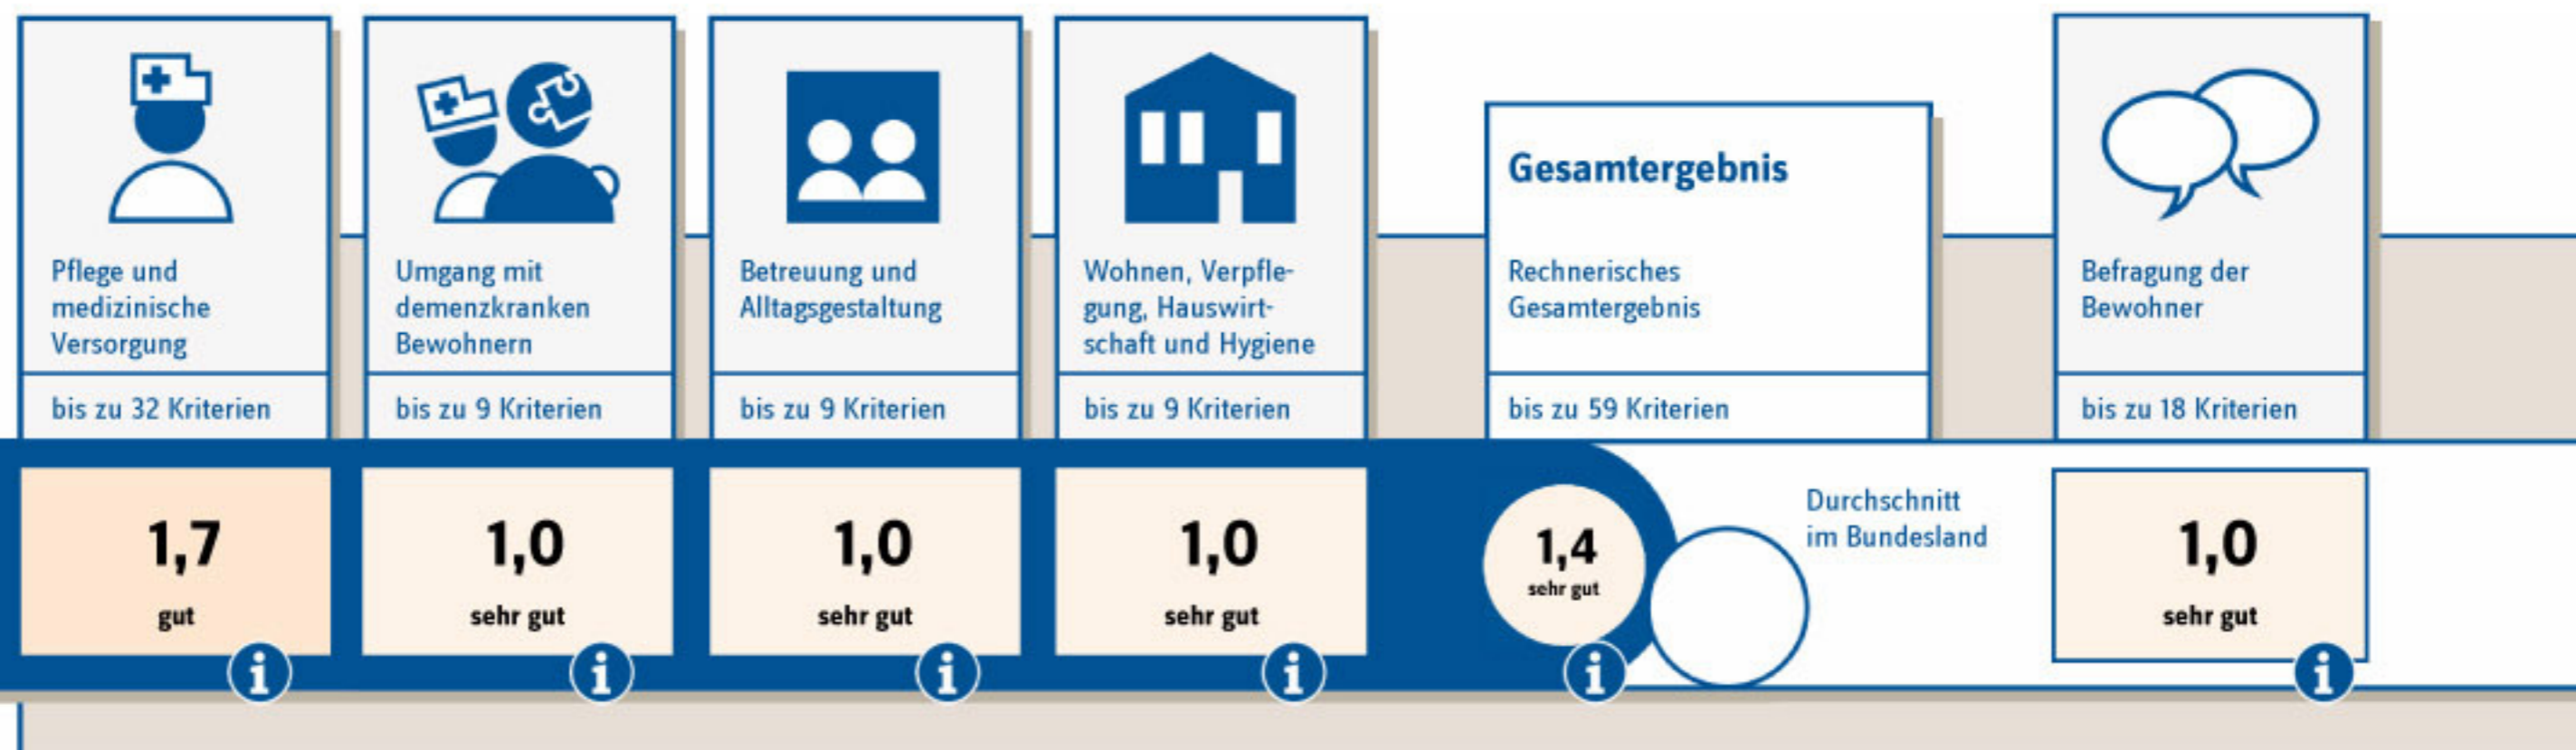 Pflege und
medizinische
Versorgung
bis zu 32 Kriterien
1,7
gut
Umgang mit
demenzkranken
Bewohnern
bis zu 9 Kriterien
1,0
sehr gut
Betreuung und
Alltagsgestaltung
bis zu 9 Kriterien
1,0
sehr gut
Wohnen, Verpfle-
gung, Hauswirt-
schaft und Hygiene
bis zu 9 Kriterien
1,0
sehr gut
Gesamtergebnis
Rechnerisches
Gesamtergebnis
bis zu 59 Kriterien
1,4
sehr gut
Durchschnitt
im Bundesland
Befragung der
Bewohner
bis zu 18 Kriterien
1,0
sehr gut